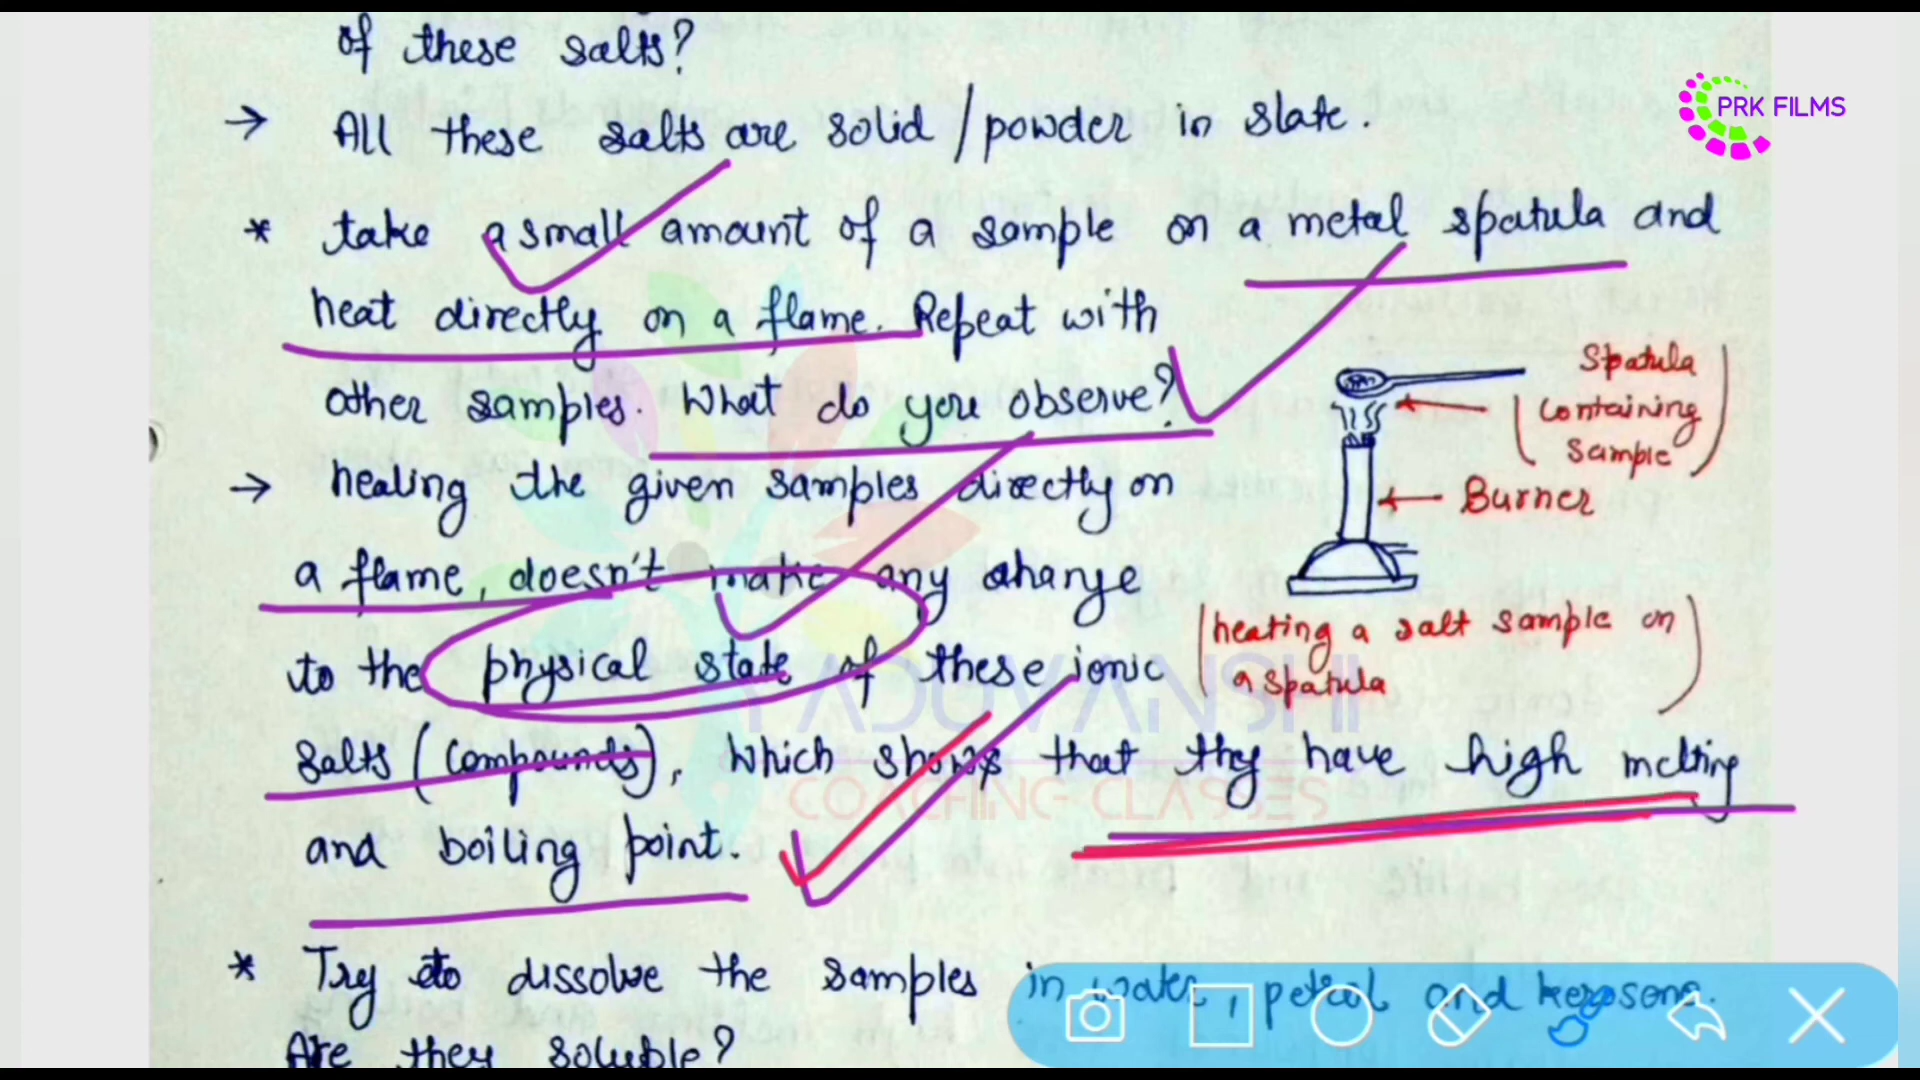 of these salts?
PRK FILMS
→ All these salts are solid / powder in state.
* take a small amount of a sample on a metal spatula and
heat directly on a flame. Repeat with
other samples. What do you observe?
Spatula
containing
sample
Burner
→ heating the given samples directly on
a flame, doesn't make any change
to the physical state of these ionic
(heating a salt sample on
a spatula)
YADUVANSHI
salts (compounds), which shows that they have high melting
COACHING CLASSES
and boiling point.
* Try to dissolve the samples in water, petrol and kerosene.
Are they soluble?